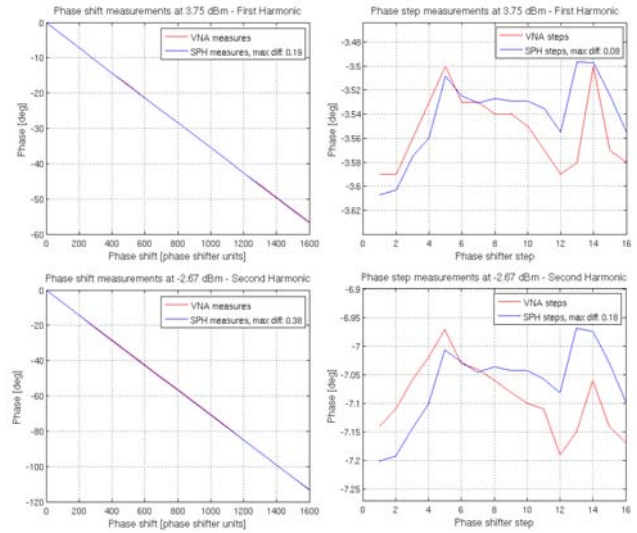 Phase shift measurements at 3.75 dBm - First Harmonic
0
-10
-20
-30
-40
-50
-60
Phase [deg]
VNA measures
SPH measures, max diff: 0.19
0 200 400 600 800 1000 1200 1400 1600
Phase shift [phase shifter units]
Phase step measurements at 3.75 dBm - First Harmonic
-3.48
-3.5
-3.52
-3.54
-3.56
-3.58
-3.6
-3.62
Phase [deg]
VNA steps
SPH steps, max diff: 0.08
0 2 4 6 8 10 12 14 16
Phase shifter step
Phase shift measurements at -2.67 dBm - Second Harmonic
0
-20
-40
-60
-80
-100
-120
Phase [deg]
VNA measures
SPH measures, max diff: 0.38
0 200 400 600 800 1000 1200 1400 1600
Phase shift [phase shifter units]
Phase step measurements at -2.67 dBm - Second Harmonic
-6.9
-6.95
-7
-7.05
-7.1
-7.15
-7.2
-7.25
Phase [deg]
VNA steps
SPH steps, max diff: 0.18
0 2 4 6 8 10 12 14 16
Phase shifter step